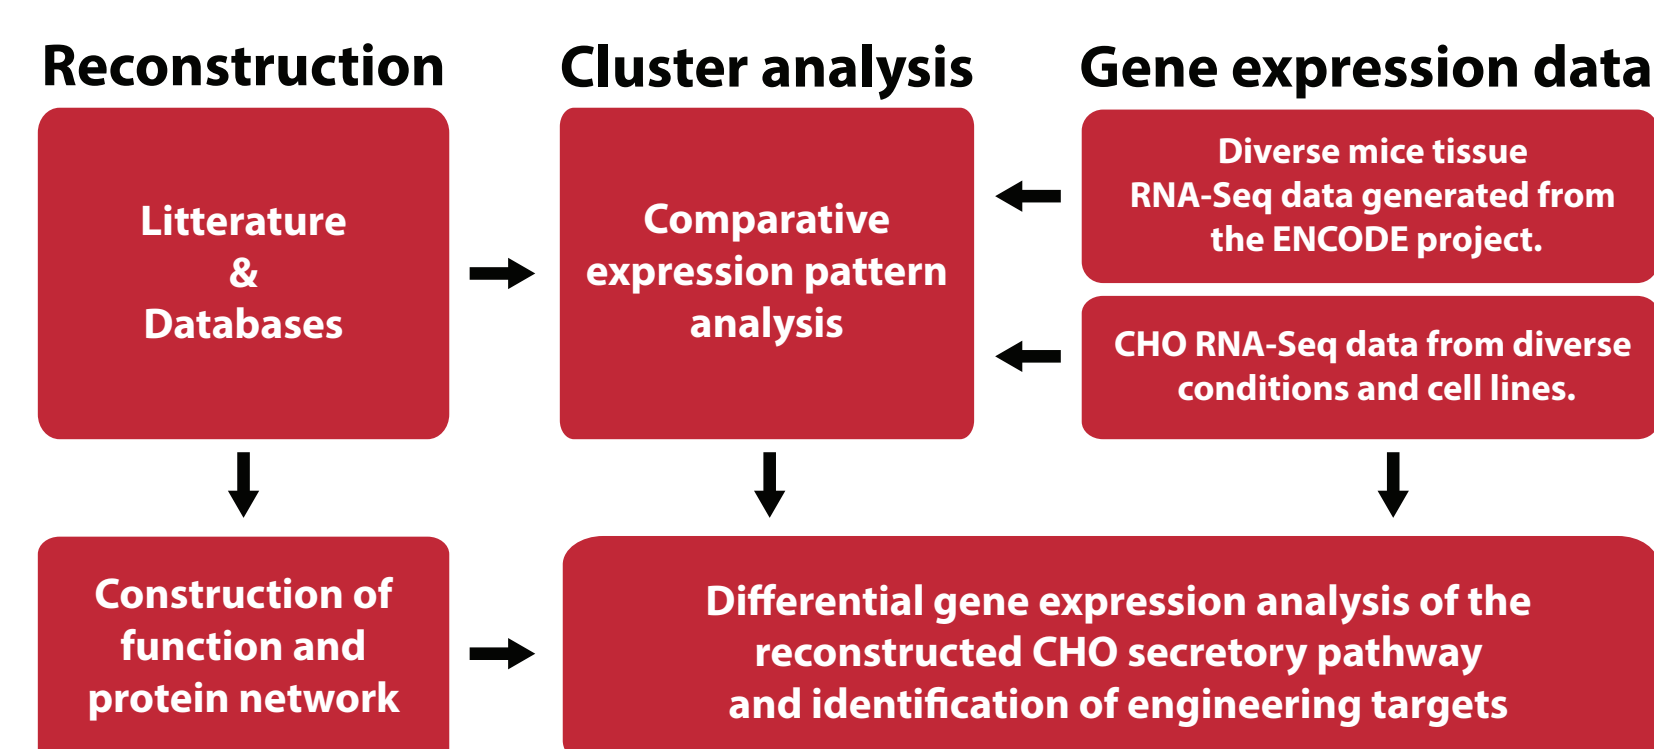 Reconstruction
Litterature
&
Databases
Construction of
function and
protein network
Cluster analysis
Comparative
expression pattern
analysis
Gene expression data
Diverse mice tissue
RNA-Seq data generated from
the ENCODE project.
CHO RNA-Seq data from diverse
conditions and cell lines.
Differential gene expression analysis of the
reconstructed CHO secretory pathway
and identification of engineering targets